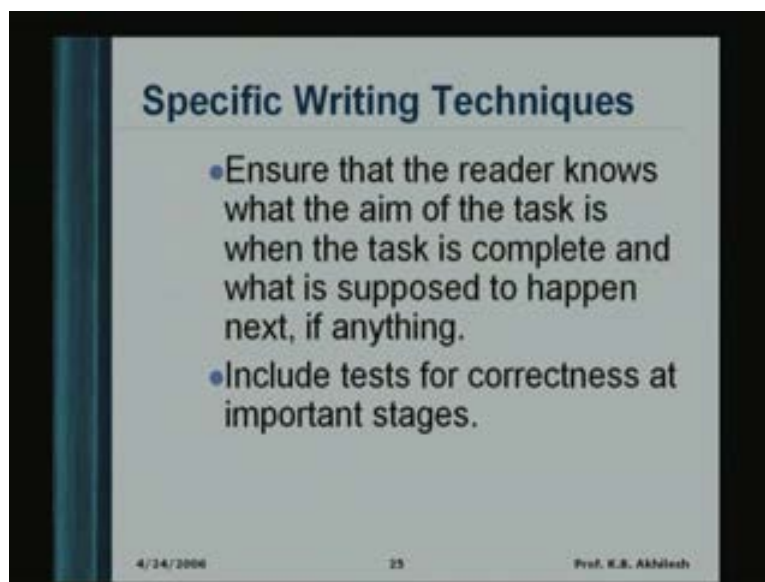 Specific Writing Techniques
•Ensure that the reader knows
what the aim of the task is
when the task is complete and
what is supposed to happen
next, if anything.
•Include tests for correctness at
important stages.
4/24/2006 25 Prof. K.B. Akhilesh